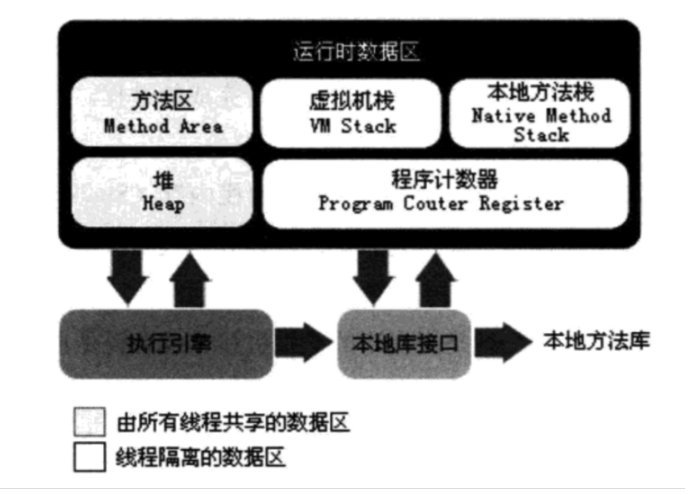 运行时数据区
方法区
Method Area
虚拟机栈
VM Stack
本地方法栈
Native Method
Stack
堆
Heap
程序计数器
Program Couter Register
执行引擎
本地库接口
本地方法库
由所有线程共享的数据区
线程隔离的数据区